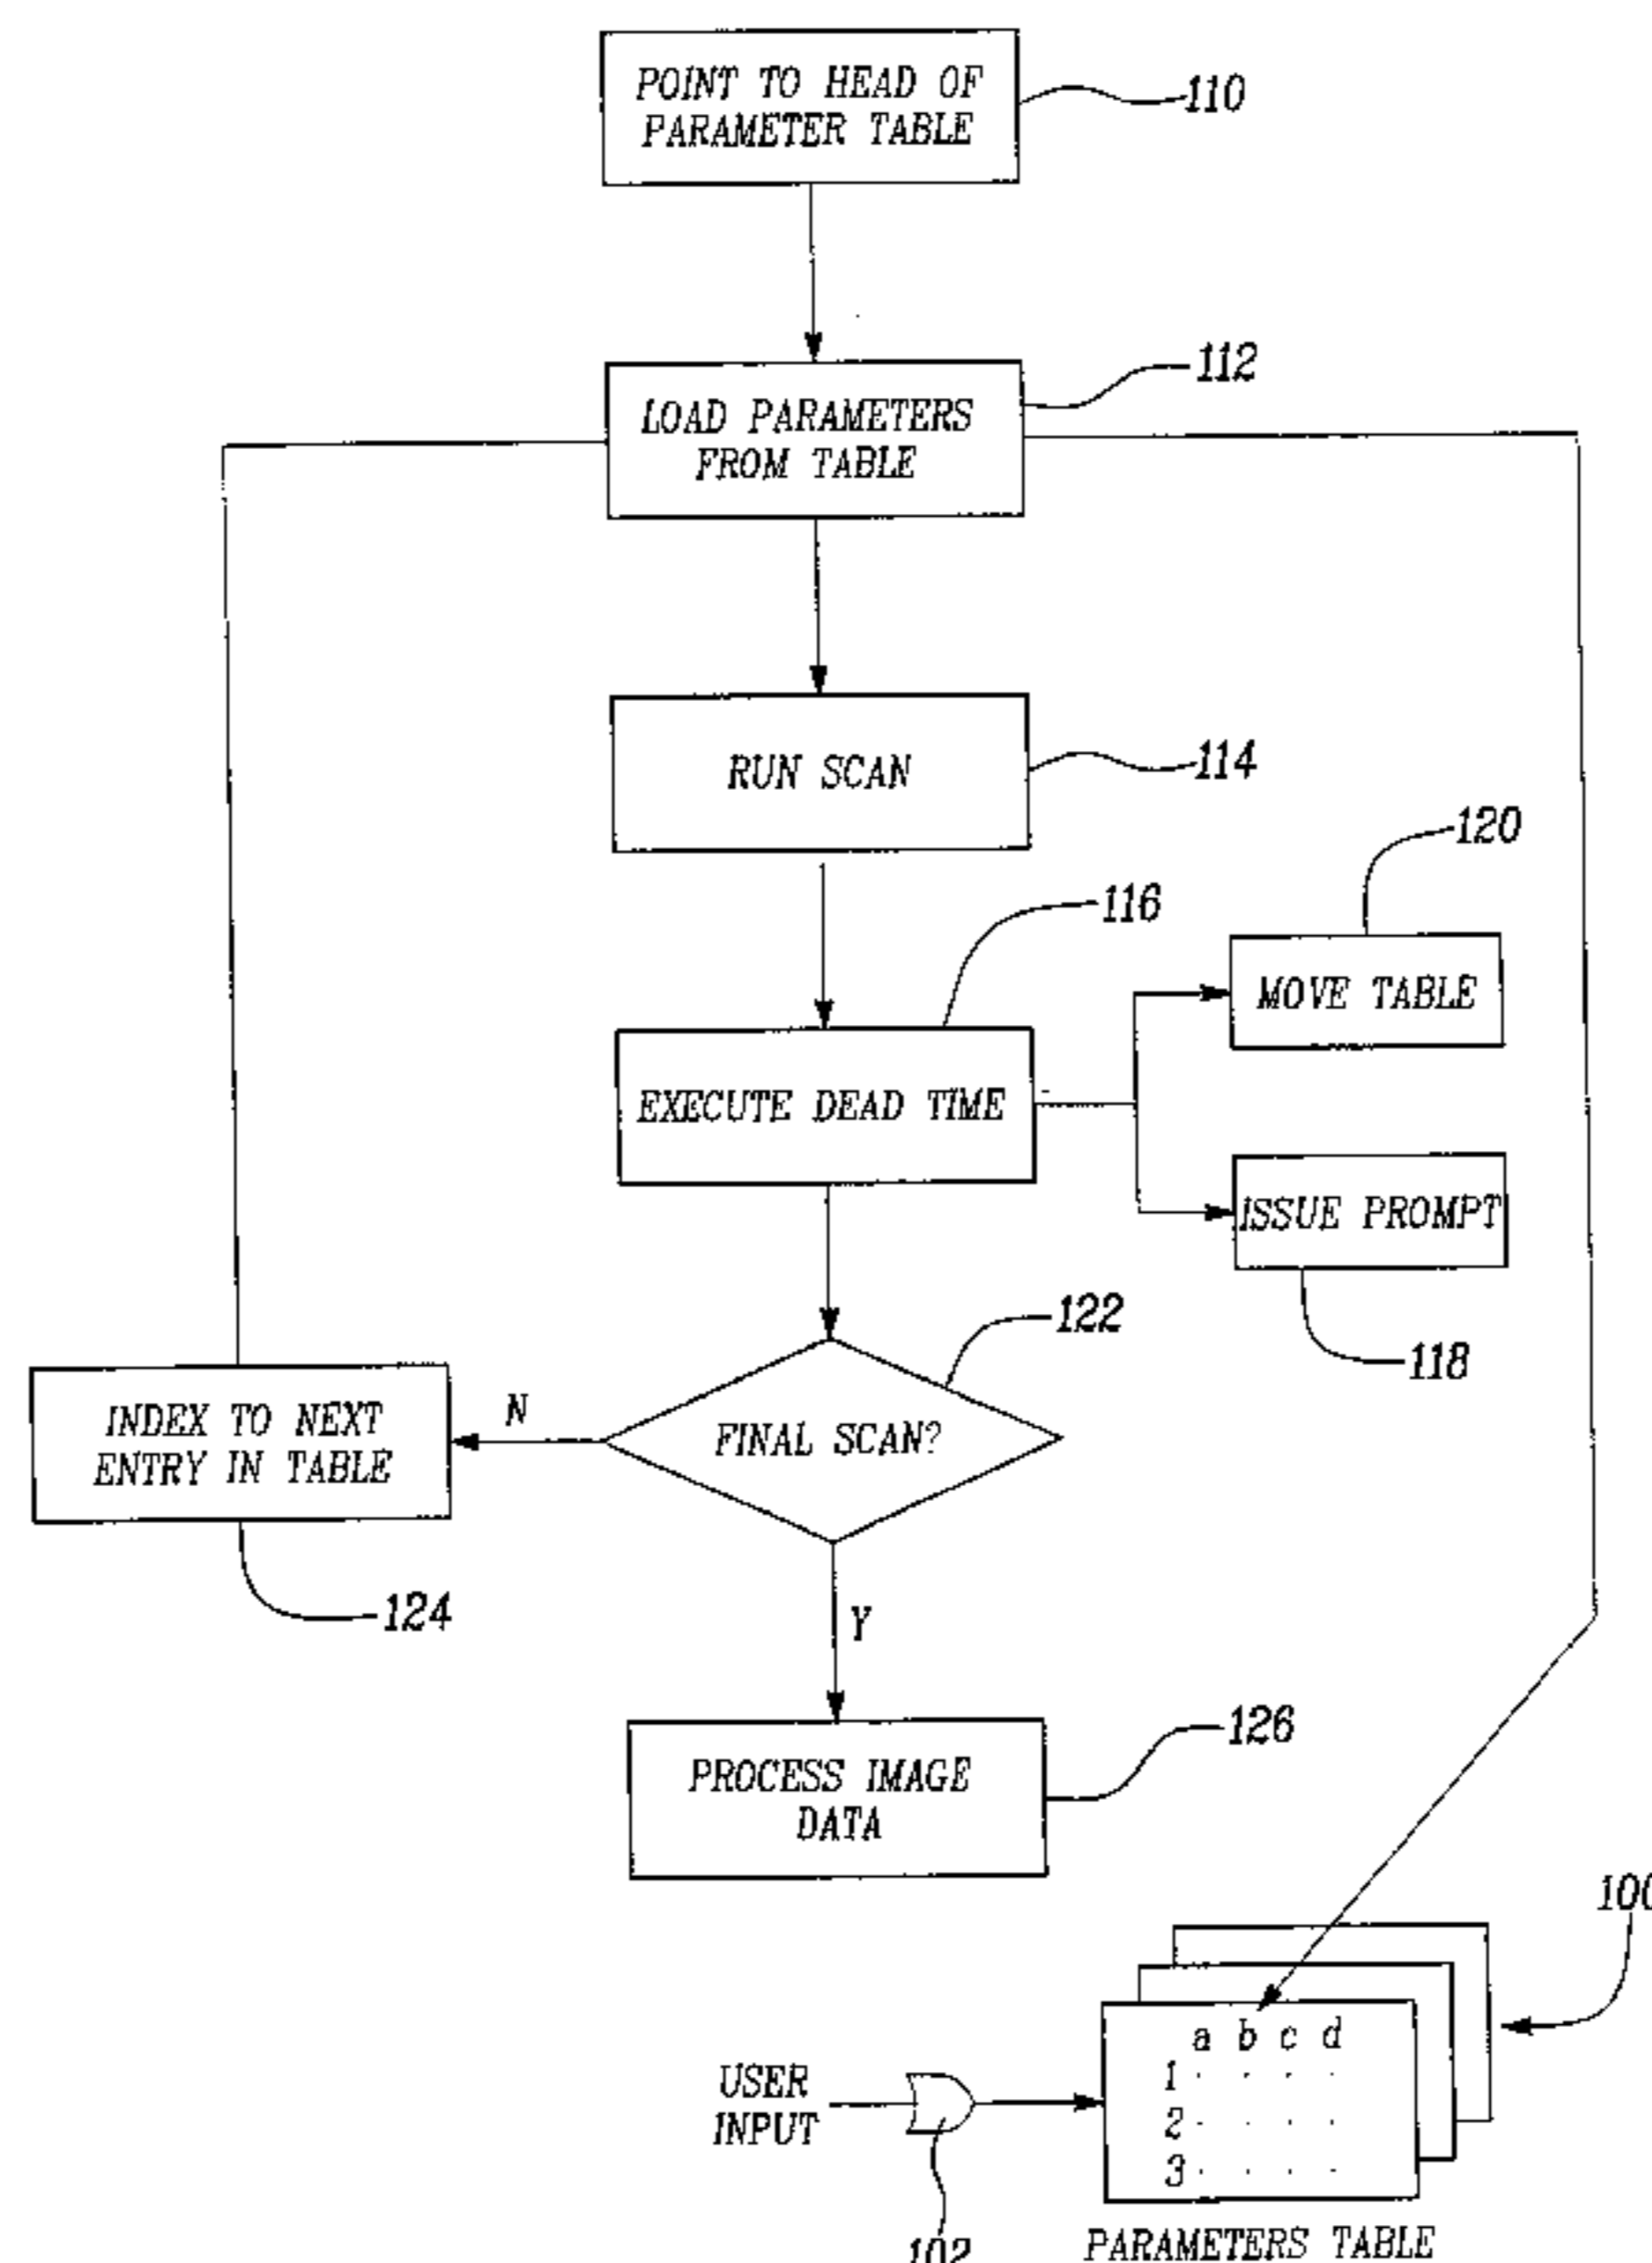 POINT TO HEAD OF
PARAMETER TABLE
110
LOAD PARAMETERS
FROM TABLE
112
RUN SCAN
114
116
EXECUTE DEAD TIME
120
MOVE TABLE
ISSUE PROMPT
118
122
FINAL SCAN?
N
INDEX TO NEXT
ENTRY IN TABLE
124
Y
PROCESS IMAGE
DATA
126
100
a b c d
1 . . . .
2 . . . .
3 . . . .
USER
INPUT
102
PARAMETERS TABLE